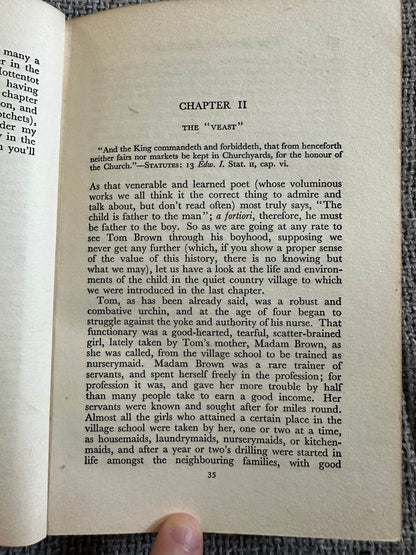 many a
er in the
Hottentot
having
chapter
on, and
otchets),
der my
y in the
n you'll
CHAPTER II
THE "VEAST"
"And the King commandeth and forbiddeth, that from henceforth
neither fairs nor markets be kept in Churchyards, for the honour of
the Church."—STATUTES: 13 Edw. I. Stat. II, cap. vi.
As that venerable and learned poet (whose voluminous
works we all think it the correct thing to admire and
talk about, but don't read often) most truly says, "The
child is father to the man"; a fortiori, therefore, he must
be father to the boy. So as we are going at any rate to
see Tom Brown through his boyhood, supposing we
never get any further (which, if you show a proper sense
of the value of this history, there is no knowing but
what we may), let us have a look at the life and environ-
ments of the child in the quiet country village to which
we were introduced in the last chapter.
Tom, as has been already said, was a robust and
combative urchin, and at the age of four began to
struggle against the yoke and authority of his nurse. That
functionary was a good-hearted, tearful, scatter-brained
girl, lately taken by Tom's mother, Madam Brown, as
she was called, from the village school to be trained as
nurserymaid. Madam Brown was a rare trainer of
servants, and spent herself freely in the profession; for
profession it was, and gave her more trouble by half
than many people take to earn a good income. Her
servants were known and sought after for miles round.
Almost all the girls who attained a certain place in the
village school were taken by her, one or two at a time,
as housemaids, laundrymaids, nurserymaids, or kitchen-
maids, and after a year or two's drilling were started in
life amongst the neighbouring families, with good
35